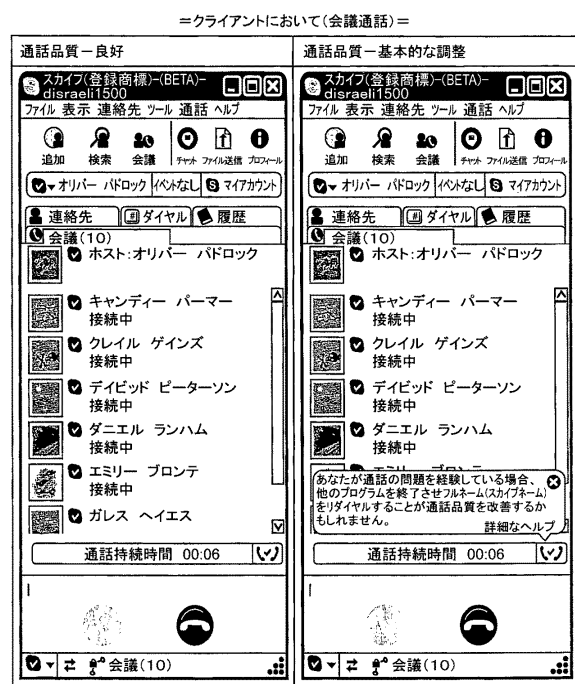 ＝クライアントにおいて(会議通話)＝
通話品質－良好
スカイプ(登録商標)-(BETA)-
disraeli1500
ファイル 表示 連絡先 ツール 通話 ヘルプ
追加 検索 会議 チャット ファイル送信 プロフィール
オリバー パドロック イベントなし マイアカウント
連絡先 ダイヤル 履歴
会議(10)
ホスト:オリバー パドロック
キャンディー パーマー
接続中
クレイル ゲインズ
接続中
デイビッド ピーターソン
接続中
ダニエル ランハム
接続中
エミリー ブロンテ
接続中
ガレス ヘイエス
通話持続時間 00:06
会議(10)
通話品質－基本的な調整
スカイプ(登録商標)-(BETA)-
disraeli1500
ファイル 表示 連絡先 ツール 通話 ヘルプ
追加 検索 会議 チャット ファイル送信 プロフィール
オリバー パドロック イベントなし マイアカウント
連絡先 ダイヤル 履歴
会議(10)
ホスト:オリバー パドロック
キャンディー パーマー
接続中
クレイル ゲインズ
接続中
デイビッド ピーターソン
接続中
ダニエル ランハム
接続中
あなたが通話の問題を経験している場合、
他のプログラムを終了させフルネーム(スカイプネーム)
をリダイヤルすることが通話品質を改善するか
もしれません。
詳細なヘルプ
通話持続時間 00:06
会議(10)